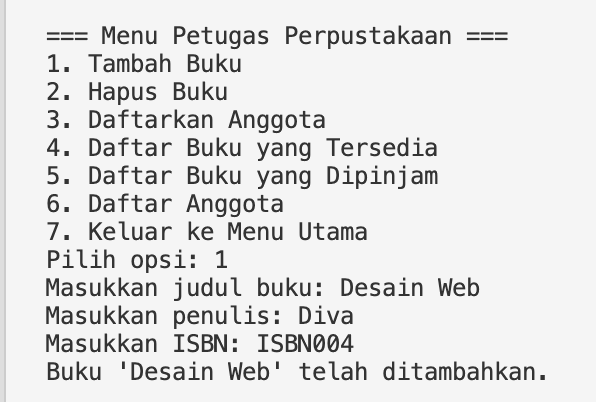 === Menu Petugas Perpustakaan ===
1. Tambah Buku
2. Hapus Buku
3. Daftarkan Anggota
4. Daftar Buku yang Tersedia
5. Daftar Buku yang Dipinjam
6. Daftar Anggota
7. Keluar ke Menu Utama
Pilih opsi: 1
Masukkan judul buku: Desain Web
Masukkan penulis: Diva
Masukkan ISBN: ISBN004
Buku 'Desain Web' telah ditambahkan.